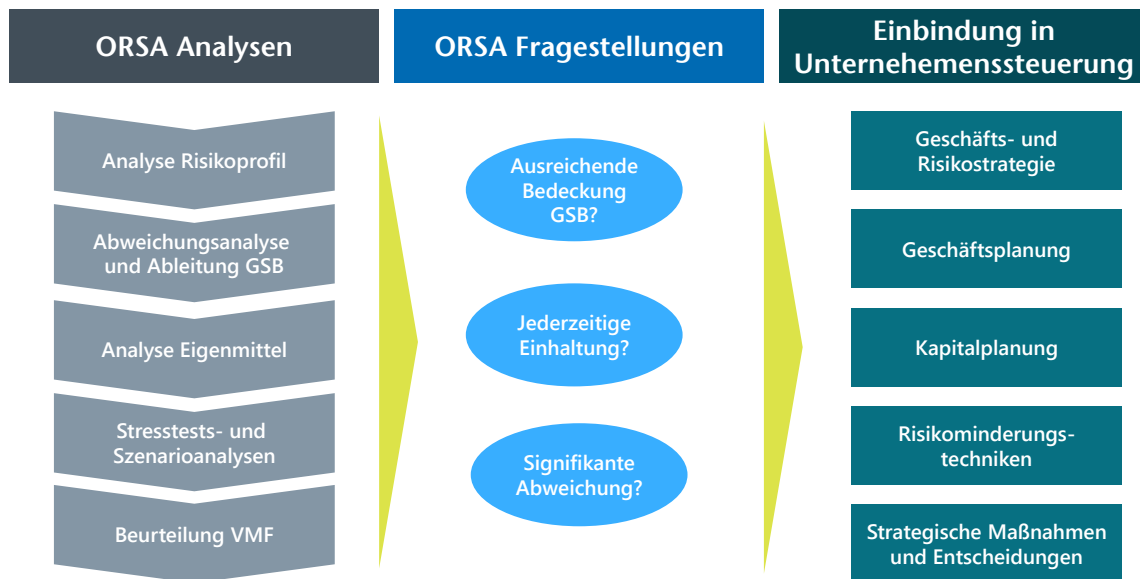 ORSA Analysen
Analyse Risikoprofil
Abweichungsanalyse
und Ableitung GSB
Analyse Eigenmittel
Stresstests- und
Szenarioanalysen
Beurteilung VMF
ORSA Fragestellungen
Ausreichende
Bedeckung
GSB?
Jederzeitige
Einhaltung?
Signifikante
Abweichung?
Einbindung in
Unternehemenssteuerung
Geschäfts- und
Risikostrategie
Geschäftsplanung
Kapitalplanung
Risikominderungs-
techniken
Strategische Maßnahmen
und Entscheidungen